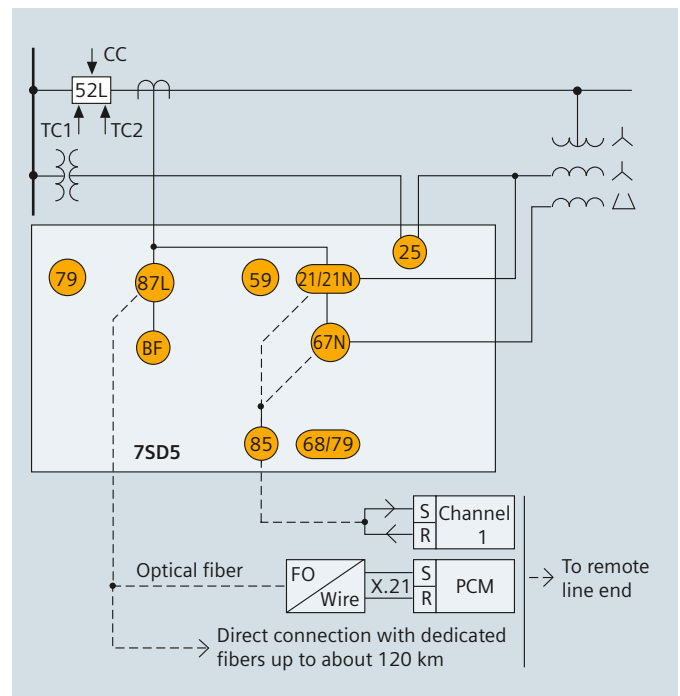 CC
52L
TC1
TC2
25
79
87L
59
21/21N
BF
67N
85
68/79
7SD5
S
R
Channel
1
Optical fiber
FO
Wire
X.21
S
R
PCM
To remote
line end
Direct connection with dedicated
fibers up to about 120 km